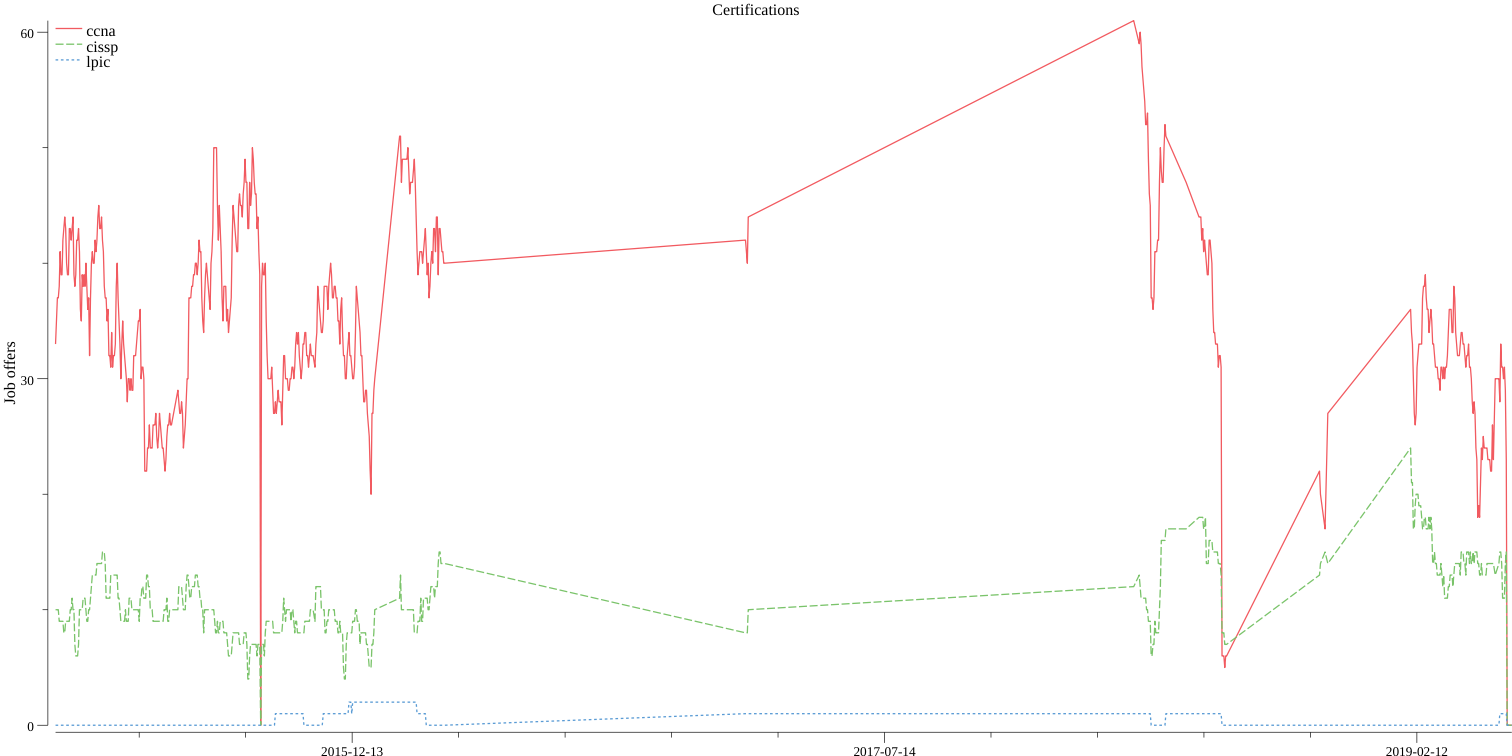 Certifications
60
ccna
cissp
lpic
Job offers
30
0
2015-12-13
2017-07-14
2019-02-12